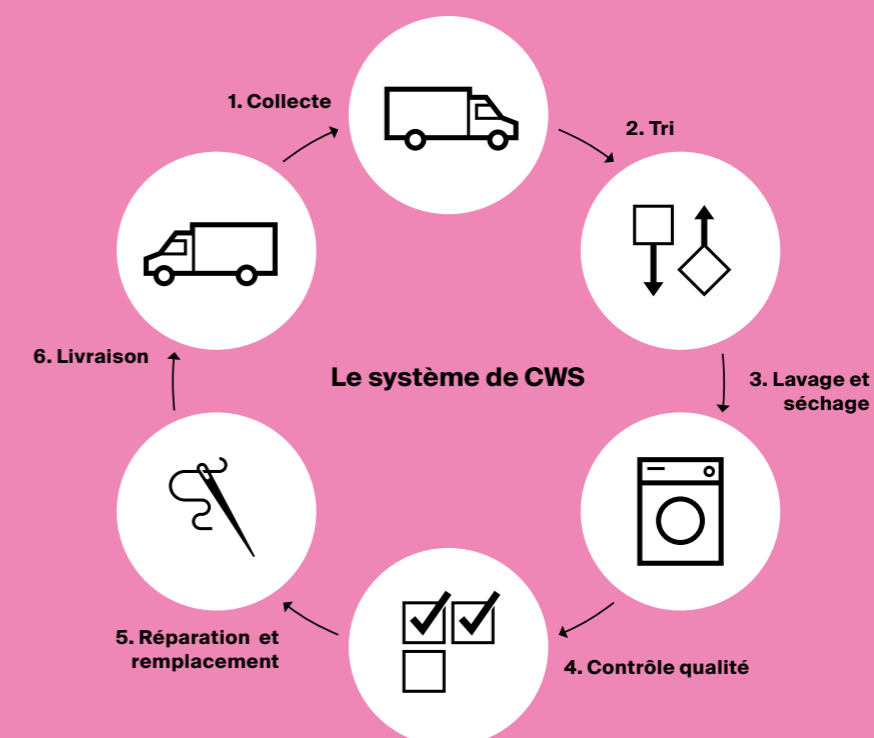 1. Collecte
2. Tri
Le système de CWS
3. Lavage et
séchage
4. Contrôle qualité
5. Réparation et
remplacement
6. Livraison